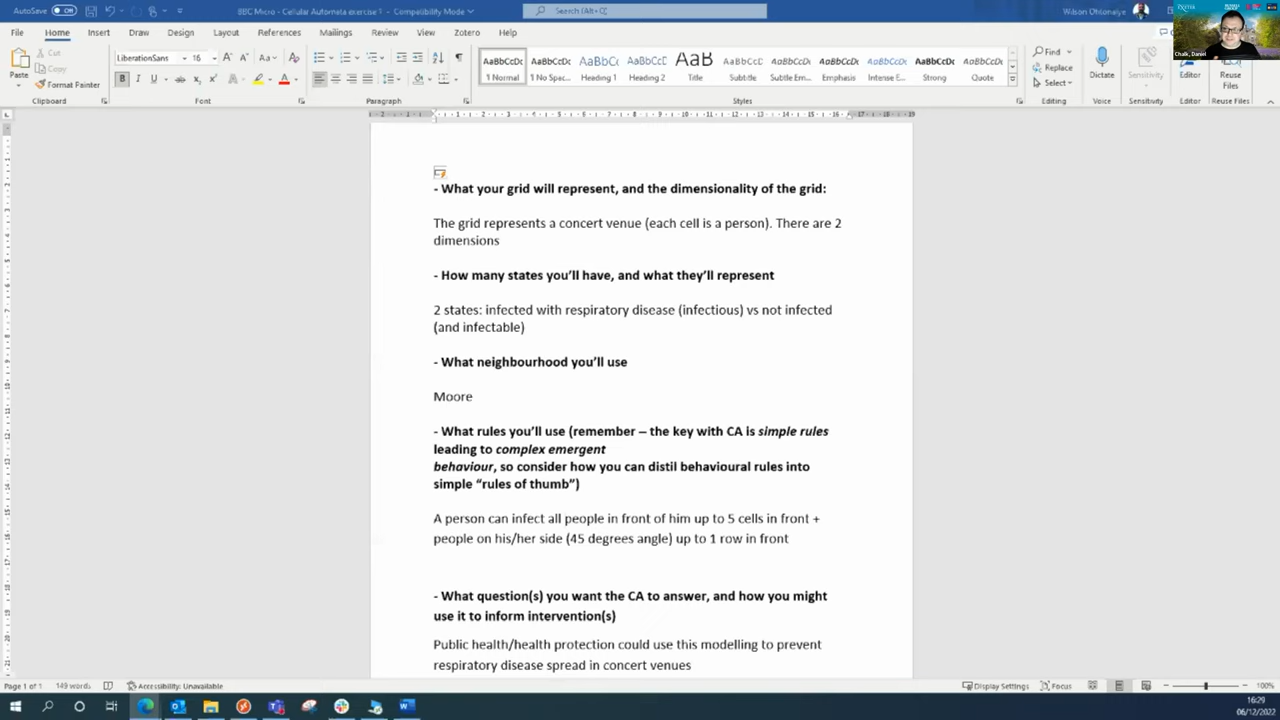 AutoSave Off
BBC Micro - Cellular Automata exercise 1 - Compatibility Mode
Search (Alt+Q)
Wilson Ohionaiye
File Home Insert Draw Design Layout References Mailings Review View Zotero Help
Chalk, Daniel
Paste
Cut
Copy
Format Painter
LiberationSans 16
1 Normal
1 No Spac...
Heading 1
Heading 2
Title
Subtitle
Subtle Em...
Emphasis
Intense E...
Strong
Quote
Find
Replace
Select
Dictate
Sensitivity
Editor
Reuse
Files
Clipboard Font Paragraph Styles Editing Voice Sensitivity Editor Reuse Files
- What your grid will represent, and the dimensionality of the grid:
The grid represents a concert venue (each cell is a person). There are 2
dimensions
- How many states you'll have, and what they'll represent
2 states: infected with respiratory disease (infectious) vs not infected
(and infectable)
- What neighbourhood you'll use
Moore
- What rules you'll use (remember – the key with CA is simple rules
leading to complex emergent
behaviour, so consider how you can distil behavioural rules into
simple “rules of thumb”)
A person can infect all people in front of him up to 5 cells in front +
people on his/her side (45 degrees angle) up to 1 row in front
- What question(s) you want the CA to answer, and how you might
use it to inform intervention(s)
Public health/health protection could use this modelling to prevent
respiratory disease spread in concert venues
Page 1 of 1 149 words Accessibility: Unavailable Display Settings Focus 100%
16:29
06/12/2022